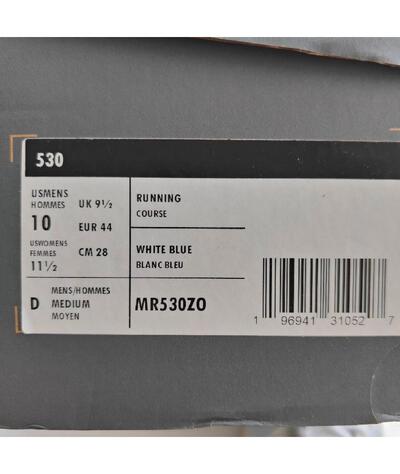 530
USMENS
HOMMES
10
USWOMENS
FEMMES
11½
UK 9½
EUR 44
CM 28
RUNNING
COURSE
WHITE BLUE
BLANC BLEU
D
MENS/HOMMES
MEDIUM
MOYEN
MR530ZO
1 96941 31052 7